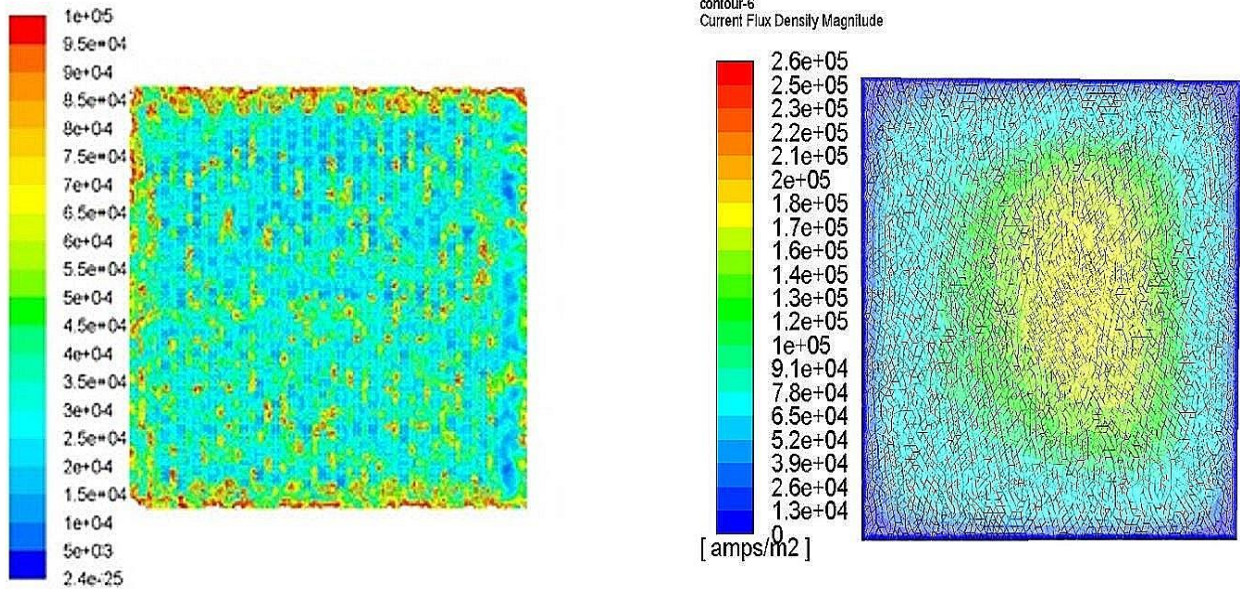 1e+05
9.5e+04
9e+04
8.5e+04
8e+04
7.5e+04
7e+04
6.5e+04
6e+04
5.5e+04
5e+04
4.5e+04
4e+04
3.5e+04
3e+04
2.5e+04
2e+04
1.5e+04
1e+04
5e+03
2.4e-25
contour-6
Current Flux Density Magnitude
2.6e+05
2.5e+05
2.3e+05
2.2e+05
2.1e+05
2e+05
1.8e+05
1.7e+05
1.6e+05
1.4e+05
1.3e+05
1.2e+05
1e+05
9.1e+04
7.8e+04
6.5e+04
5.2e+04
3.9e+04
2.6e+04
1.3e+04
0
[ amps/m2 ]